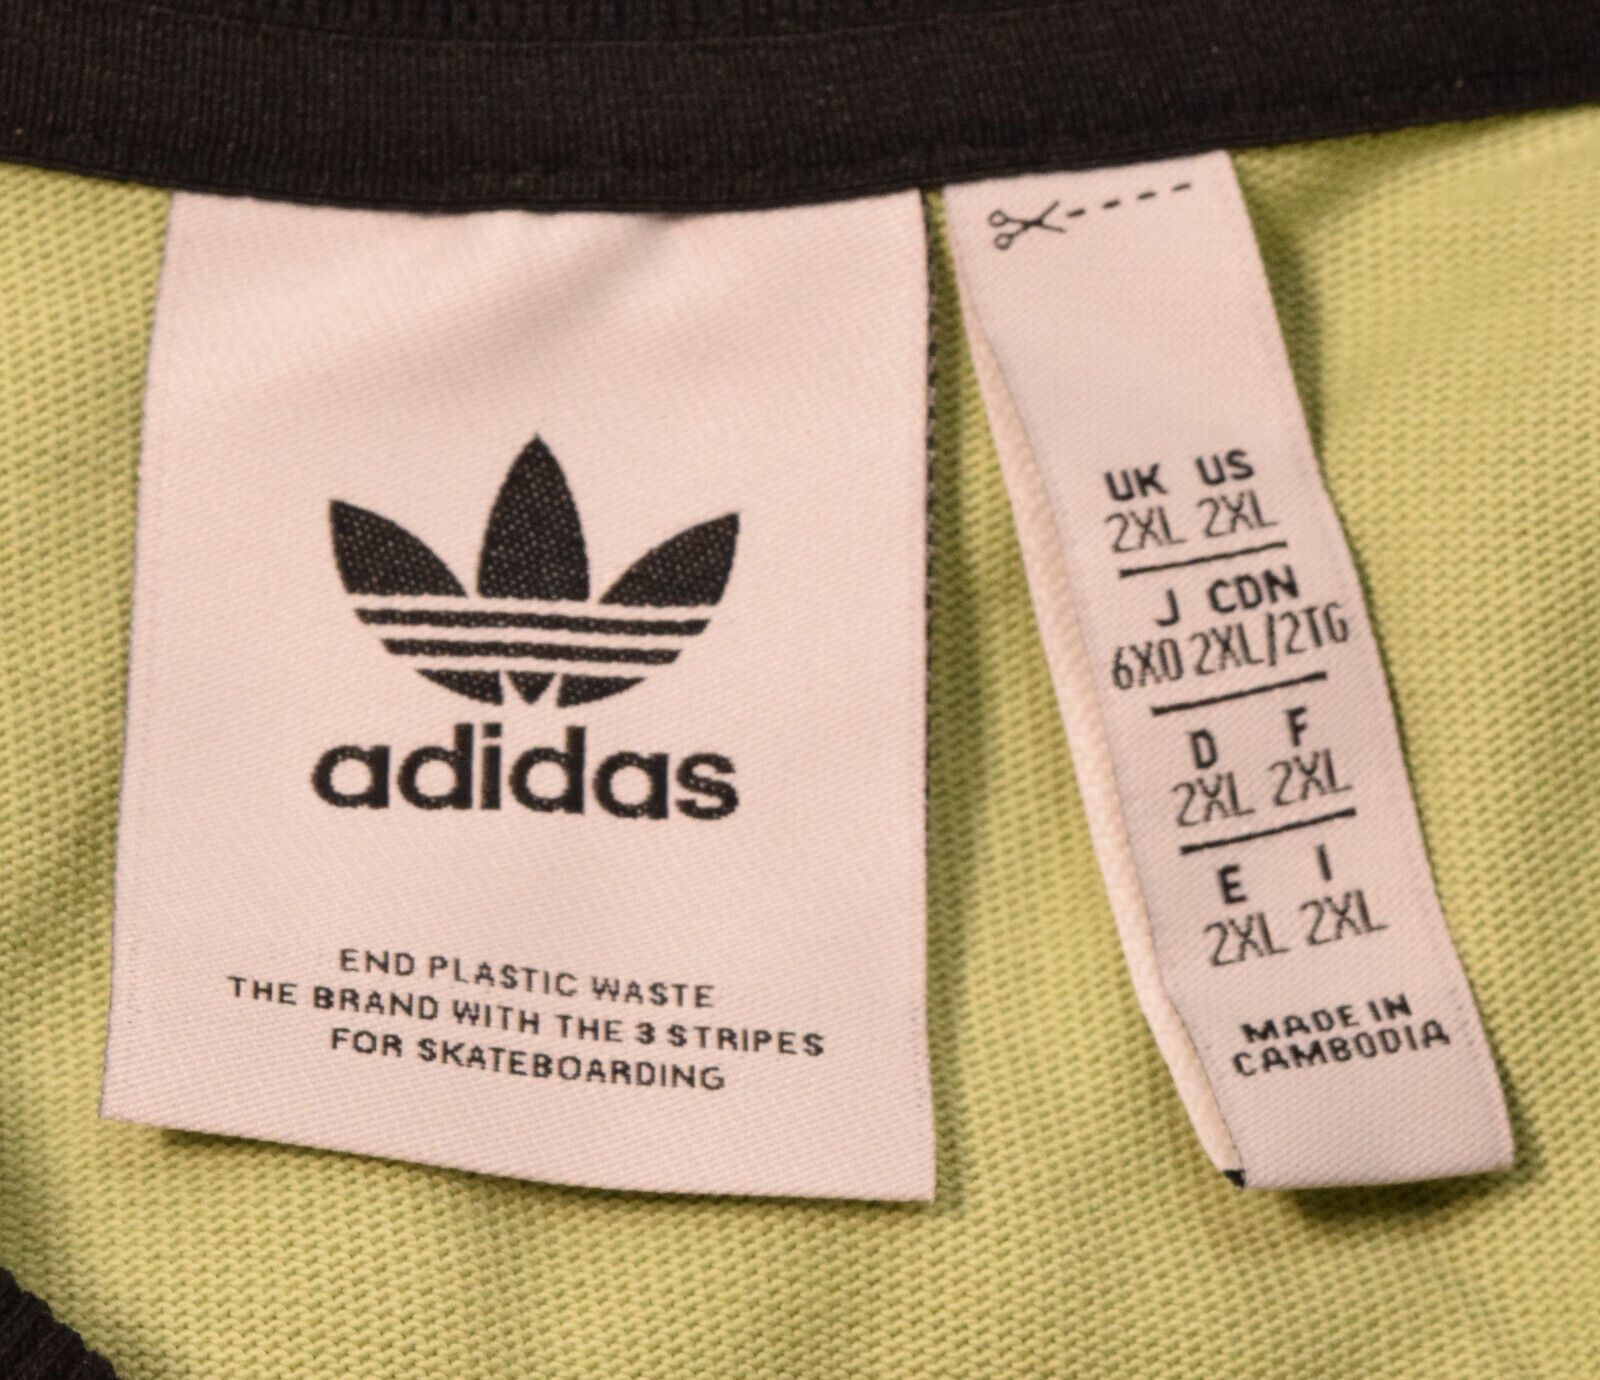 adidas
END PLASTIC WASTE
THE BRAND WITH THE 3 STRIPES
FOR SKATEBOARDING
UK US
2XL 2XL
J CDN
6XO 2XL/2TG
D F
2XL 2XL
E I
2XL 2XL
MADE IN
CAMBODIA